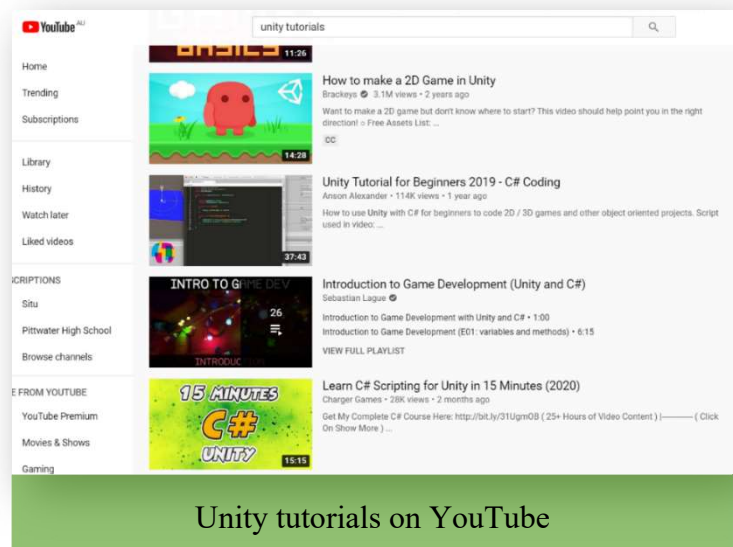 YouTube AU
unity tutorials
Home
Trending
Subscriptions
Library
History
Watch later
Liked videos
SCRIPTIONS
Situ
Pittwater High School
Browse channels
E FROM YOUTUBE
YouTube Premium
Movies & Shows
Gaming
BASICS
11:26
14:28
How to make a 2D Game in Unity
Brackeys 3.1M views • 2 years ago
Want to make a 2D game but don't know where to start? This video should help point you in the right
direction! ○ Free Assets List: ...
CC
37:43
Unity Tutorial for Beginners 2019 - C# Coding
Anson Alexander • 114K views • 1 year ago
How to use Unity with C# for beginners to code 2D / 3D games and other object oriented projects. Script
used in video: ...
INTRO TO GAME DEV
26
INTRODUCTION
Introduction to Game Development (Unity and C#)
Sebastian Lague
Introduction to Game Development with Unity and C# • 1:00
Introduction to Game Development (E01: variables and methods) • 6:15
VIEW FULL PLAYLIST
15 MINUTES
C#
UNITY
15:15
Learn C# Scripting for Unity in 15 Minutes (2020)
Charger Games • 28K views • 2 months ago
Get My Complete C# Course Here: http://bit.ly/31UgmOB ( 25+ Hours of Video Content ) |———— ( Click
On Show More ) ...
Unity tutorials on YouTube